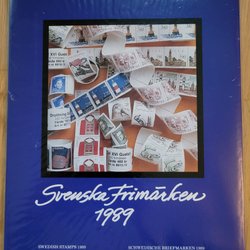 Svenska Frimärken
1989
SWEDISH STAMPS 1989
SCHWEDISCHE BRIEFMARKEN 1989